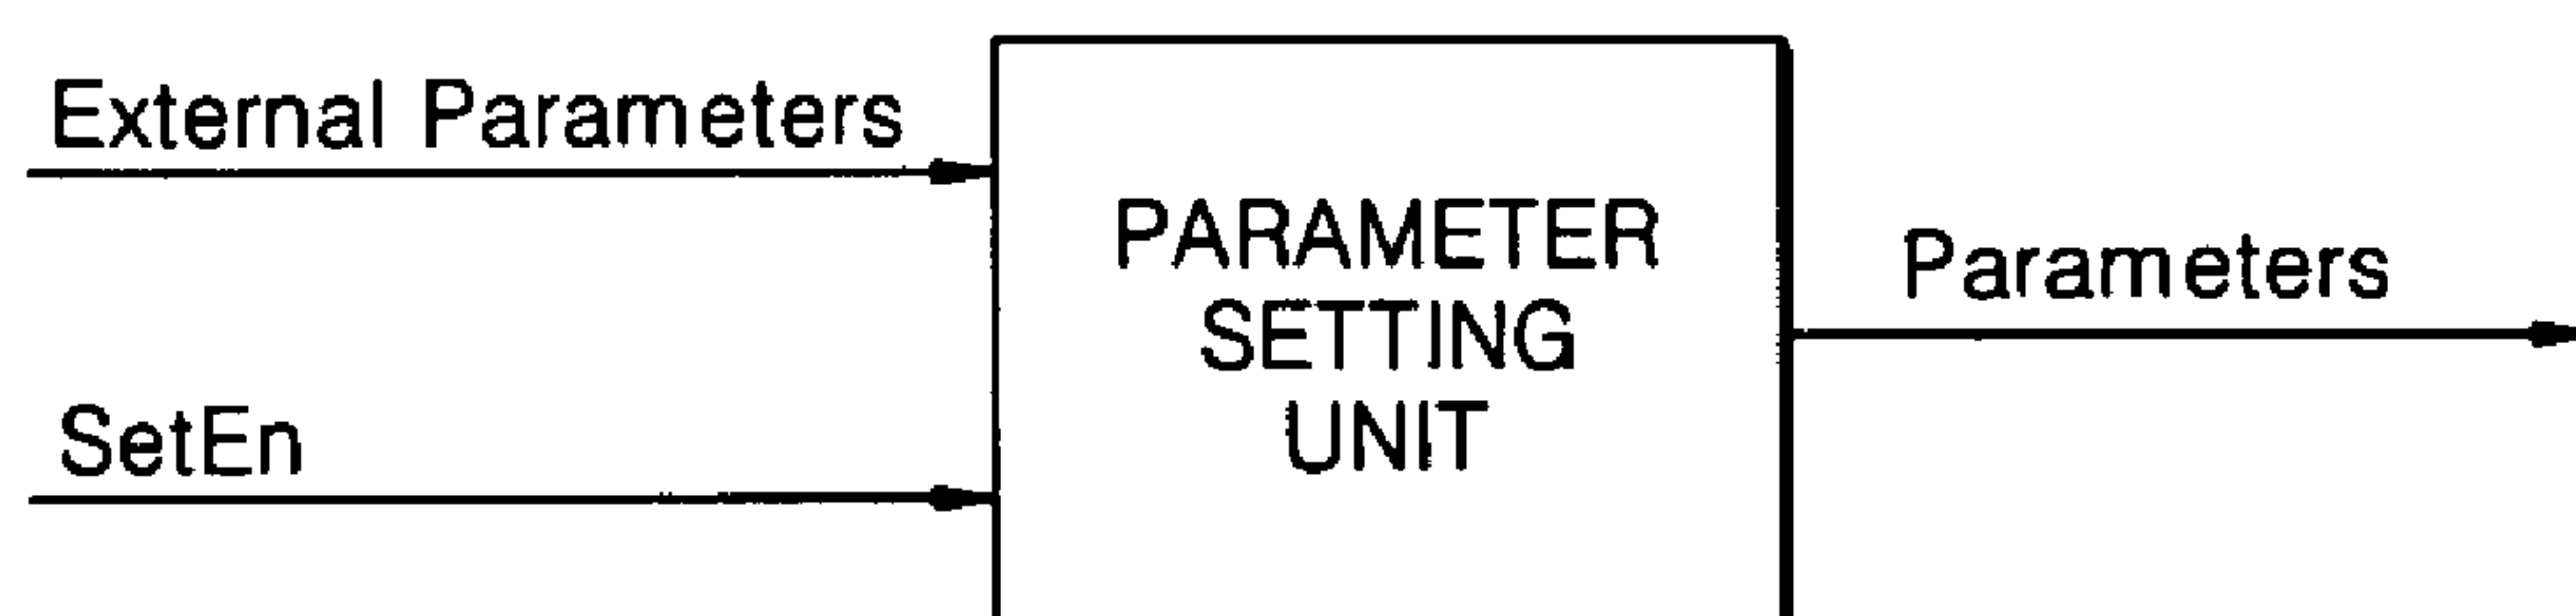 External Parameters
PARAMETER
SETTING
UNIT
Parameters
SetEn